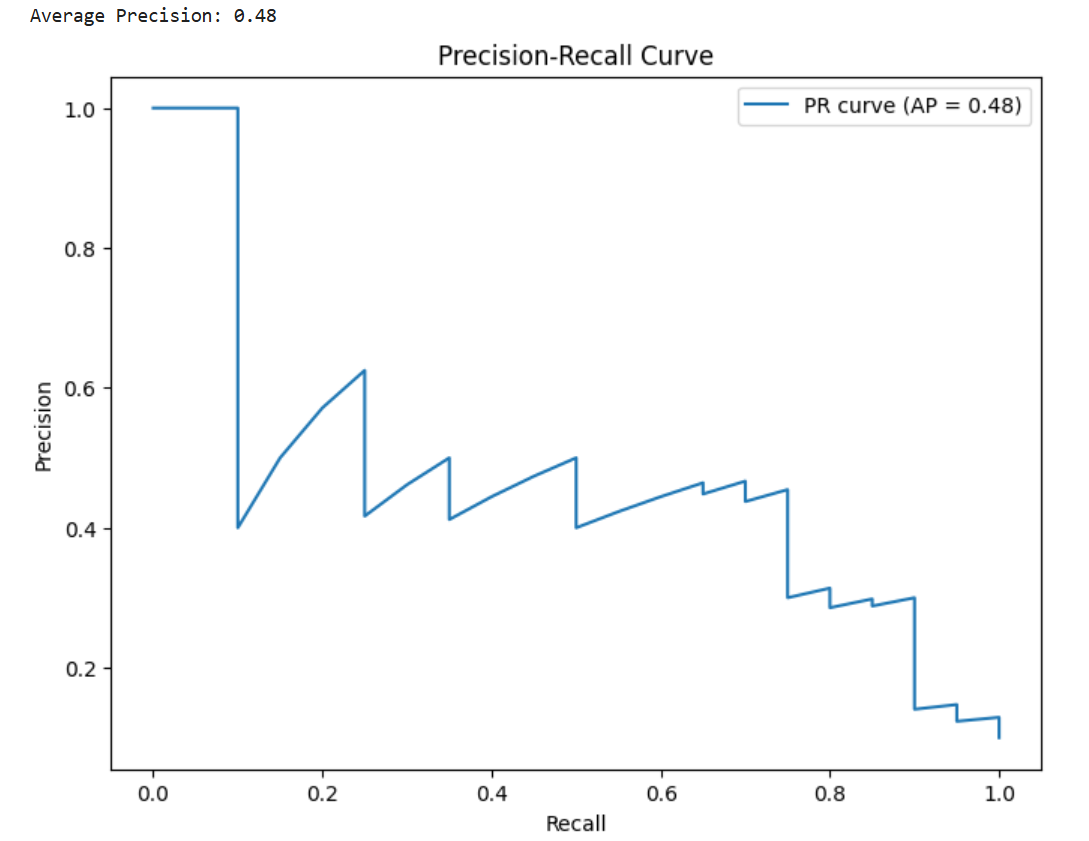 Average Precision: 0.48
Precision-Recall Curve
PR curve (AP = 0.48)
1.0
0.8
0.6
0.4
0.2
Precision
0.0 0.2 0.4 0.6 0.8 1.0
Recall